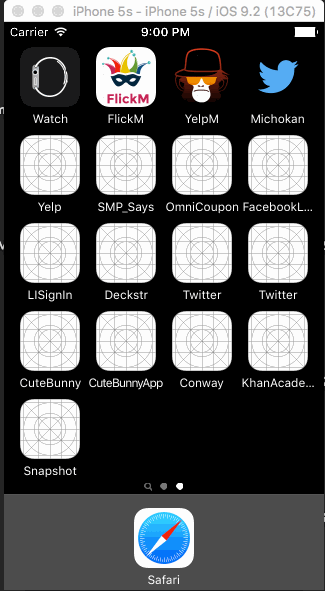 iPhone 5s - iPhone 5s / iOS 9.2 (13C75)
Carrier 9:00 PM
FlickM
Watch FlickM YelpM Michokan
Yelp SMP_Says OmniCoupon FacebookL...
LISignIn Deckstr Twitter Twitter
CuteBunny CuteBunnyApp Conway KhanAcade...
Snapshot
Safari